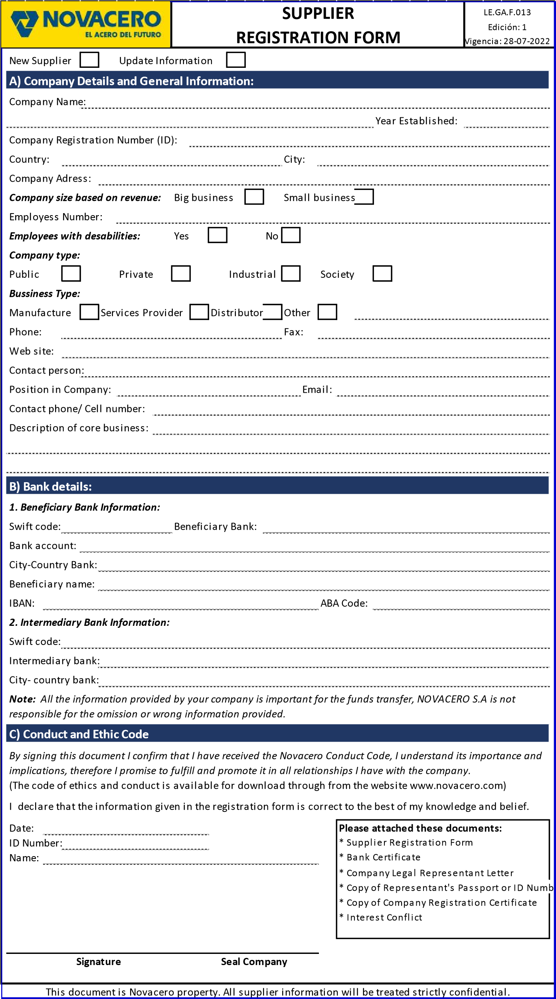 NOVACERO
EL ACERO DEL FUTURO
SUPPLIER
REGISTRATION FORM
LE.GA.F.013
Edición: 1
Vigencia: 28-07-2022
New Supplier Update Information
A) Company Details and General Information:
Company Name:
Year Established:
Company Registration Number (ID):
Country: City:
Company Adress:
Company size based on revenue: Big business Small business
Employess Number:
Employees with desabilities: Yes No
Company type:
Public Private Industrial Society
Bussiness Type:
Manufacture Services Provider Distributor Other
Phone: Fax:
Web site:
Contact person:
Position in Company: Email:
Contact phone/ Cell number:
Description of core business:
B) Bank details:
1. Beneficiary Bank Information:
Swift code: Beneficiary Bank:
Bank account:
City-Country Bank:
Beneficiary name:
IBAN: ABA Code:
2. Intermediary Bank Information:
Swift code:
Intermediary bank:
City- country bank:
Note: All the information provided by your company is important for the funds transfer, NOVACERO S.A is not
responsible for the omission or wrong information provided.
C) Conduct and Ethic Code
By signing this document I confirm that I have received the Novacero Conduct Code, I understand its importance and
implications, therefore I promise to fulfill and promote it in all relationships I have with the company.
(The code of ethics and conduct is available for download through from the website www.novacero.com)
I declare that the information given in the registration form is correct to the best of my knowledge and belief.
Date:
ID Number:
Name:
Please attached these documents:
* Supplier Registration Form
* Bank Certificate
* Company Legal Representant Letter
* Copy of Representant's Passport or ID Numb
* Copy of Company Registration Certificate
* Interest Conflict
Signature Seal Company
This document is Novacero property. All supplier information will be treated strictly confidential.